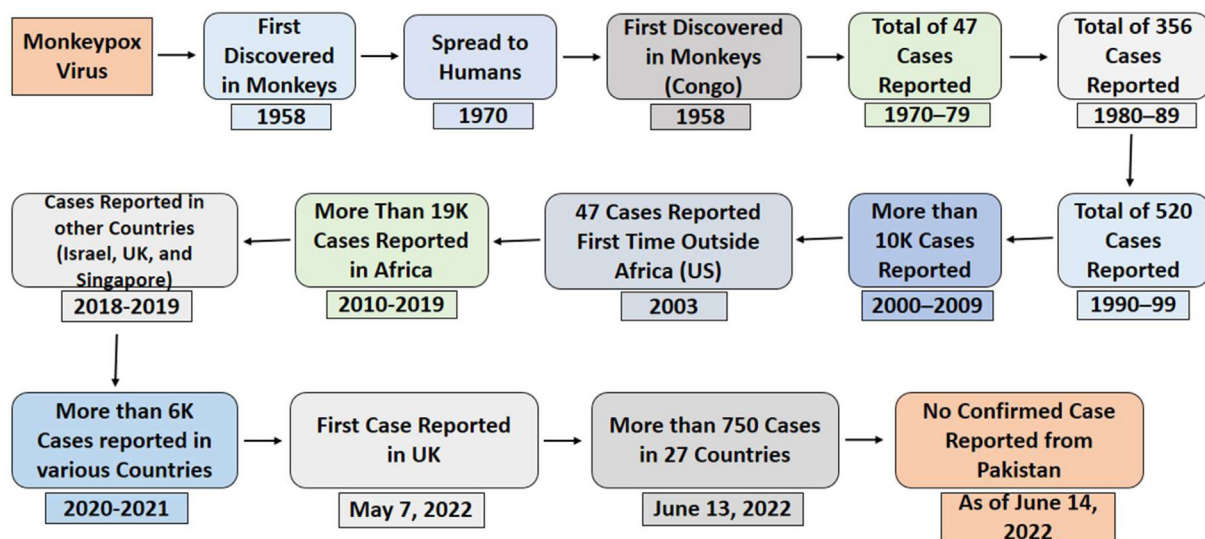 Monkeypox
Virus
First
Discovered
in Monkeys
1958
Spread to
Humans
1970
First Discovered
in Monkeys
(Congo)
1958
Total of 47
Cases
Reported
1970–79
Total of 356
Cases
Reported
1980–89
Total of 520
Cases
Reported
1990–99
More than
10K Cases
Reported
2000–2009
47 Cases Reported
First Time Outside
Africa (US)
2003
More Than 19K
Cases Reported
in Africa
2010-2019
Cases Reported in
other Countries
(Israel, UK, and
Singapore)
2018-2019
More than 6K
Cases reported in
various Countries
2020-2021
First Case Reported
in UK
May 7, 2022
More than 750 Cases
in 27 Countries
June 13, 2022
No Confirmed Case
Reported from
Pakistan
As of June 14,
2022